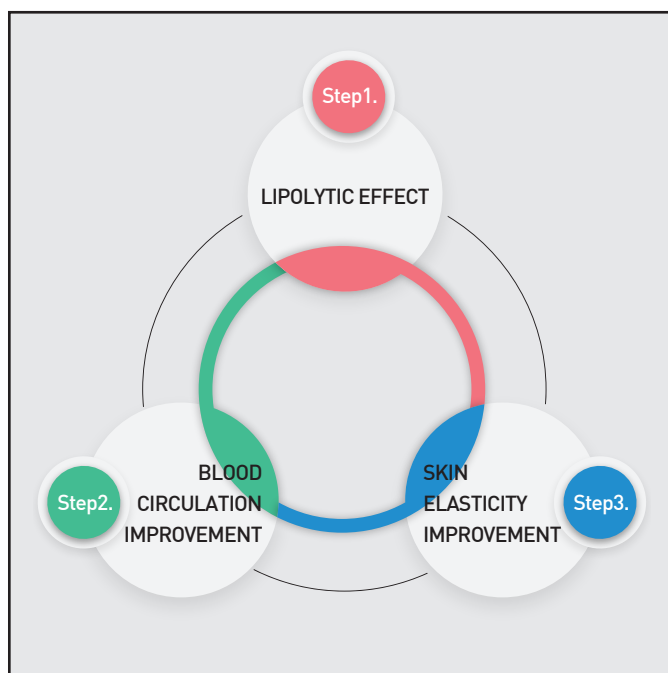 Step1.
LIPOLYTIC EFFECT
Step2.
BLOOD
CIRCULATION
IMPROVEMENT
Step3.
SKIN
ELASTICITY
IMPROVEMENT